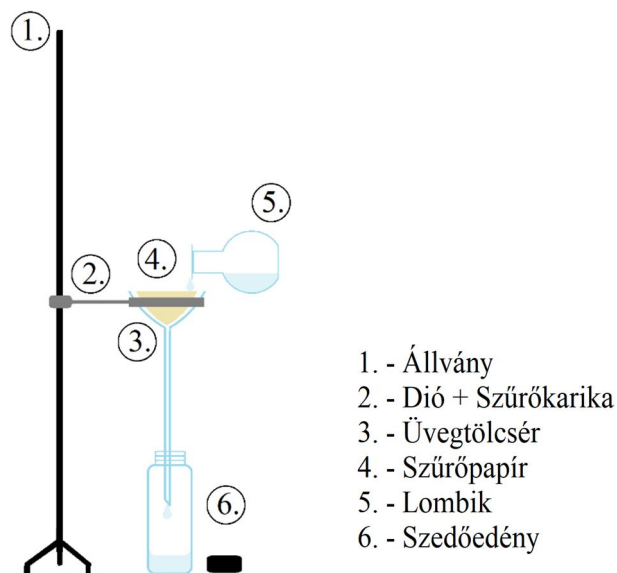 1.
5.
4.
2.
3.
6.
1. - Állvány
2. - Dió + Szűrőkarika
3. - Üvegtölcsér
4. - Szűrőpapír
5. - Lombik
6. - Szedőedény